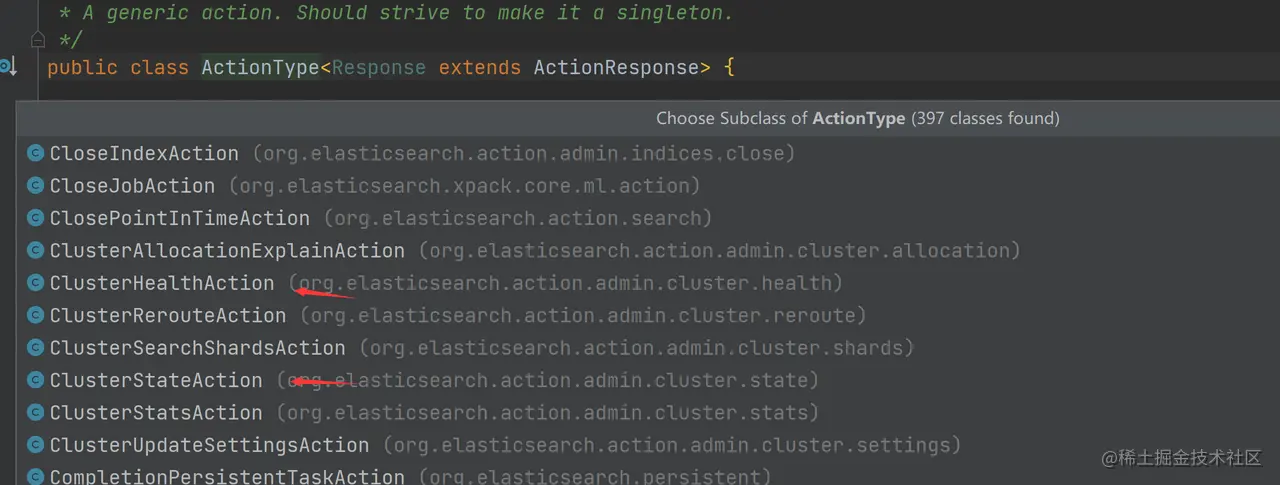 * A generic action. Should strive to make it a singleton.
*/
public class ActionType<Response extends ActionResponse> {
Choose Subclass of ActionType (397 classes found)
CloseIndexAction (org.elasticsearch.action.admin.indices.close)
CloseJobAction (org.elasticsearch.xpack.core.ml.action)
ClosePointInTimeAction (org.elasticsearch.action.search)
ClusterAllocationExplainAction (org.elasticsearch.action.admin.cluster.allocation)
ClusterHealthAction (org.elasticsearch.action.admin.cluster.health)
ClusterRerouteAction (org.elasticsearch.action.admin.cluster.reroute)
ClusterSearchShardsAction (org.elasticsearch.action.admin.cluster.shards)
ClusterStateAction (org.elasticsearch.action.admin.cluster.state)
ClusterStatsAction (org.elasticsearch.action.admin.cluster.stats)
ClusterUpdateSettingsAction (org.elasticsearch.action.admin.cluster.settings)
CompletionPersistentTaskAction (org.elasticsearch.persistent)
@稀土掘金技术社区